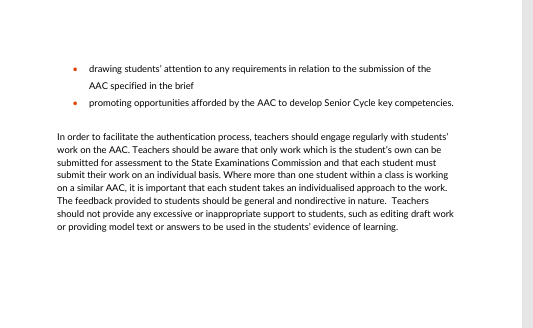 • drawing students' attention to any requirements in relation to the submission of the
AAC specified in the brief
• promoting opportunities afforded by the AAC to develop Senior Cycle key competencies.
In order to facilitate the authentication process, teachers should engage regularly with students'
work on the AAC. Teachers should be aware that only work which is the student's own can be
submitted for assessment to the State Examinations Commission and that each student must
submit their work on an individual basis. Where more than one student within a class is working
on a similar AAC, it is important that each student takes an individualised approach to the work.
The feedback provided to students should be general and nondirective in nature.  Teachers
should not provide any excessive or inappropriate support to students, such as editing draft work
or providing model text or answers to be used in the students' evidence of learning.